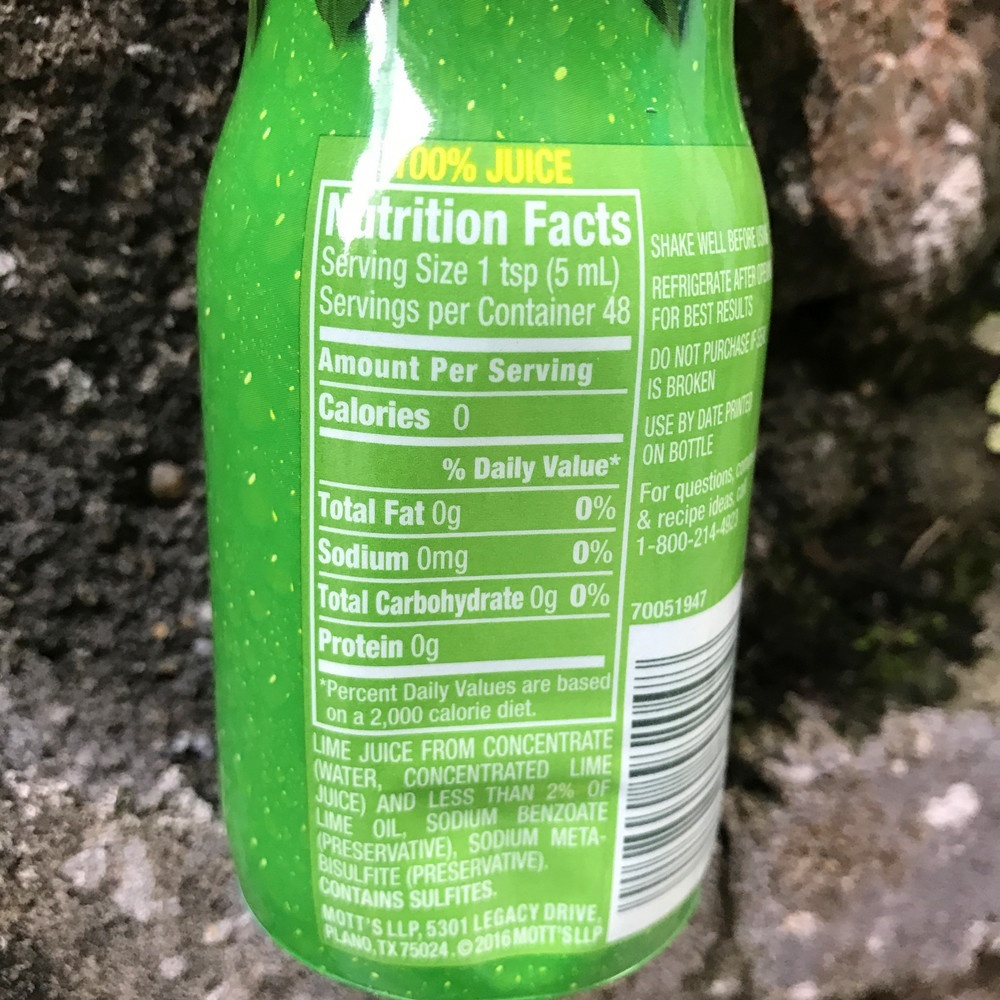 100% JUICE
Nutrition Facts
Serving Size 1 tsp (5 mL)
Servings per Container 48
Amount Per Serving
Calories 0
% Daily Value*
Total Fat 0g 0%
Sodium 0mg 0%
Total Carbohydrate 0g 0%
Protein 0g
*Percent Daily Values are based
on a 2,000 calorie diet.
LIME JUICE FROM CONCENTRATE
(WATER, CONCENTRATED LIME
JUICE) AND LESS THAN 2% OF
LIME OIL, SODIUM BENZOATE
(PRESERVATIVE), SODIUM META-
BISULFITE (PRESERVATIVE).
CONTAINS SULFITES.
MOTT'S LLP, 5301 LEGACY DRIVE,
PLANO, TX 75024. © 2016 MOTT'S LLP
SHAKE WELL BEFORE
REFRIGERATE AFTER
FOR BEST RESULTS
DO NOT PURCHASE IF
IS BROKEN
USE BY DATE PRINTED
ON BOTTLE
For questions,
& recipe ideas,
1-800-214-4923
70051947